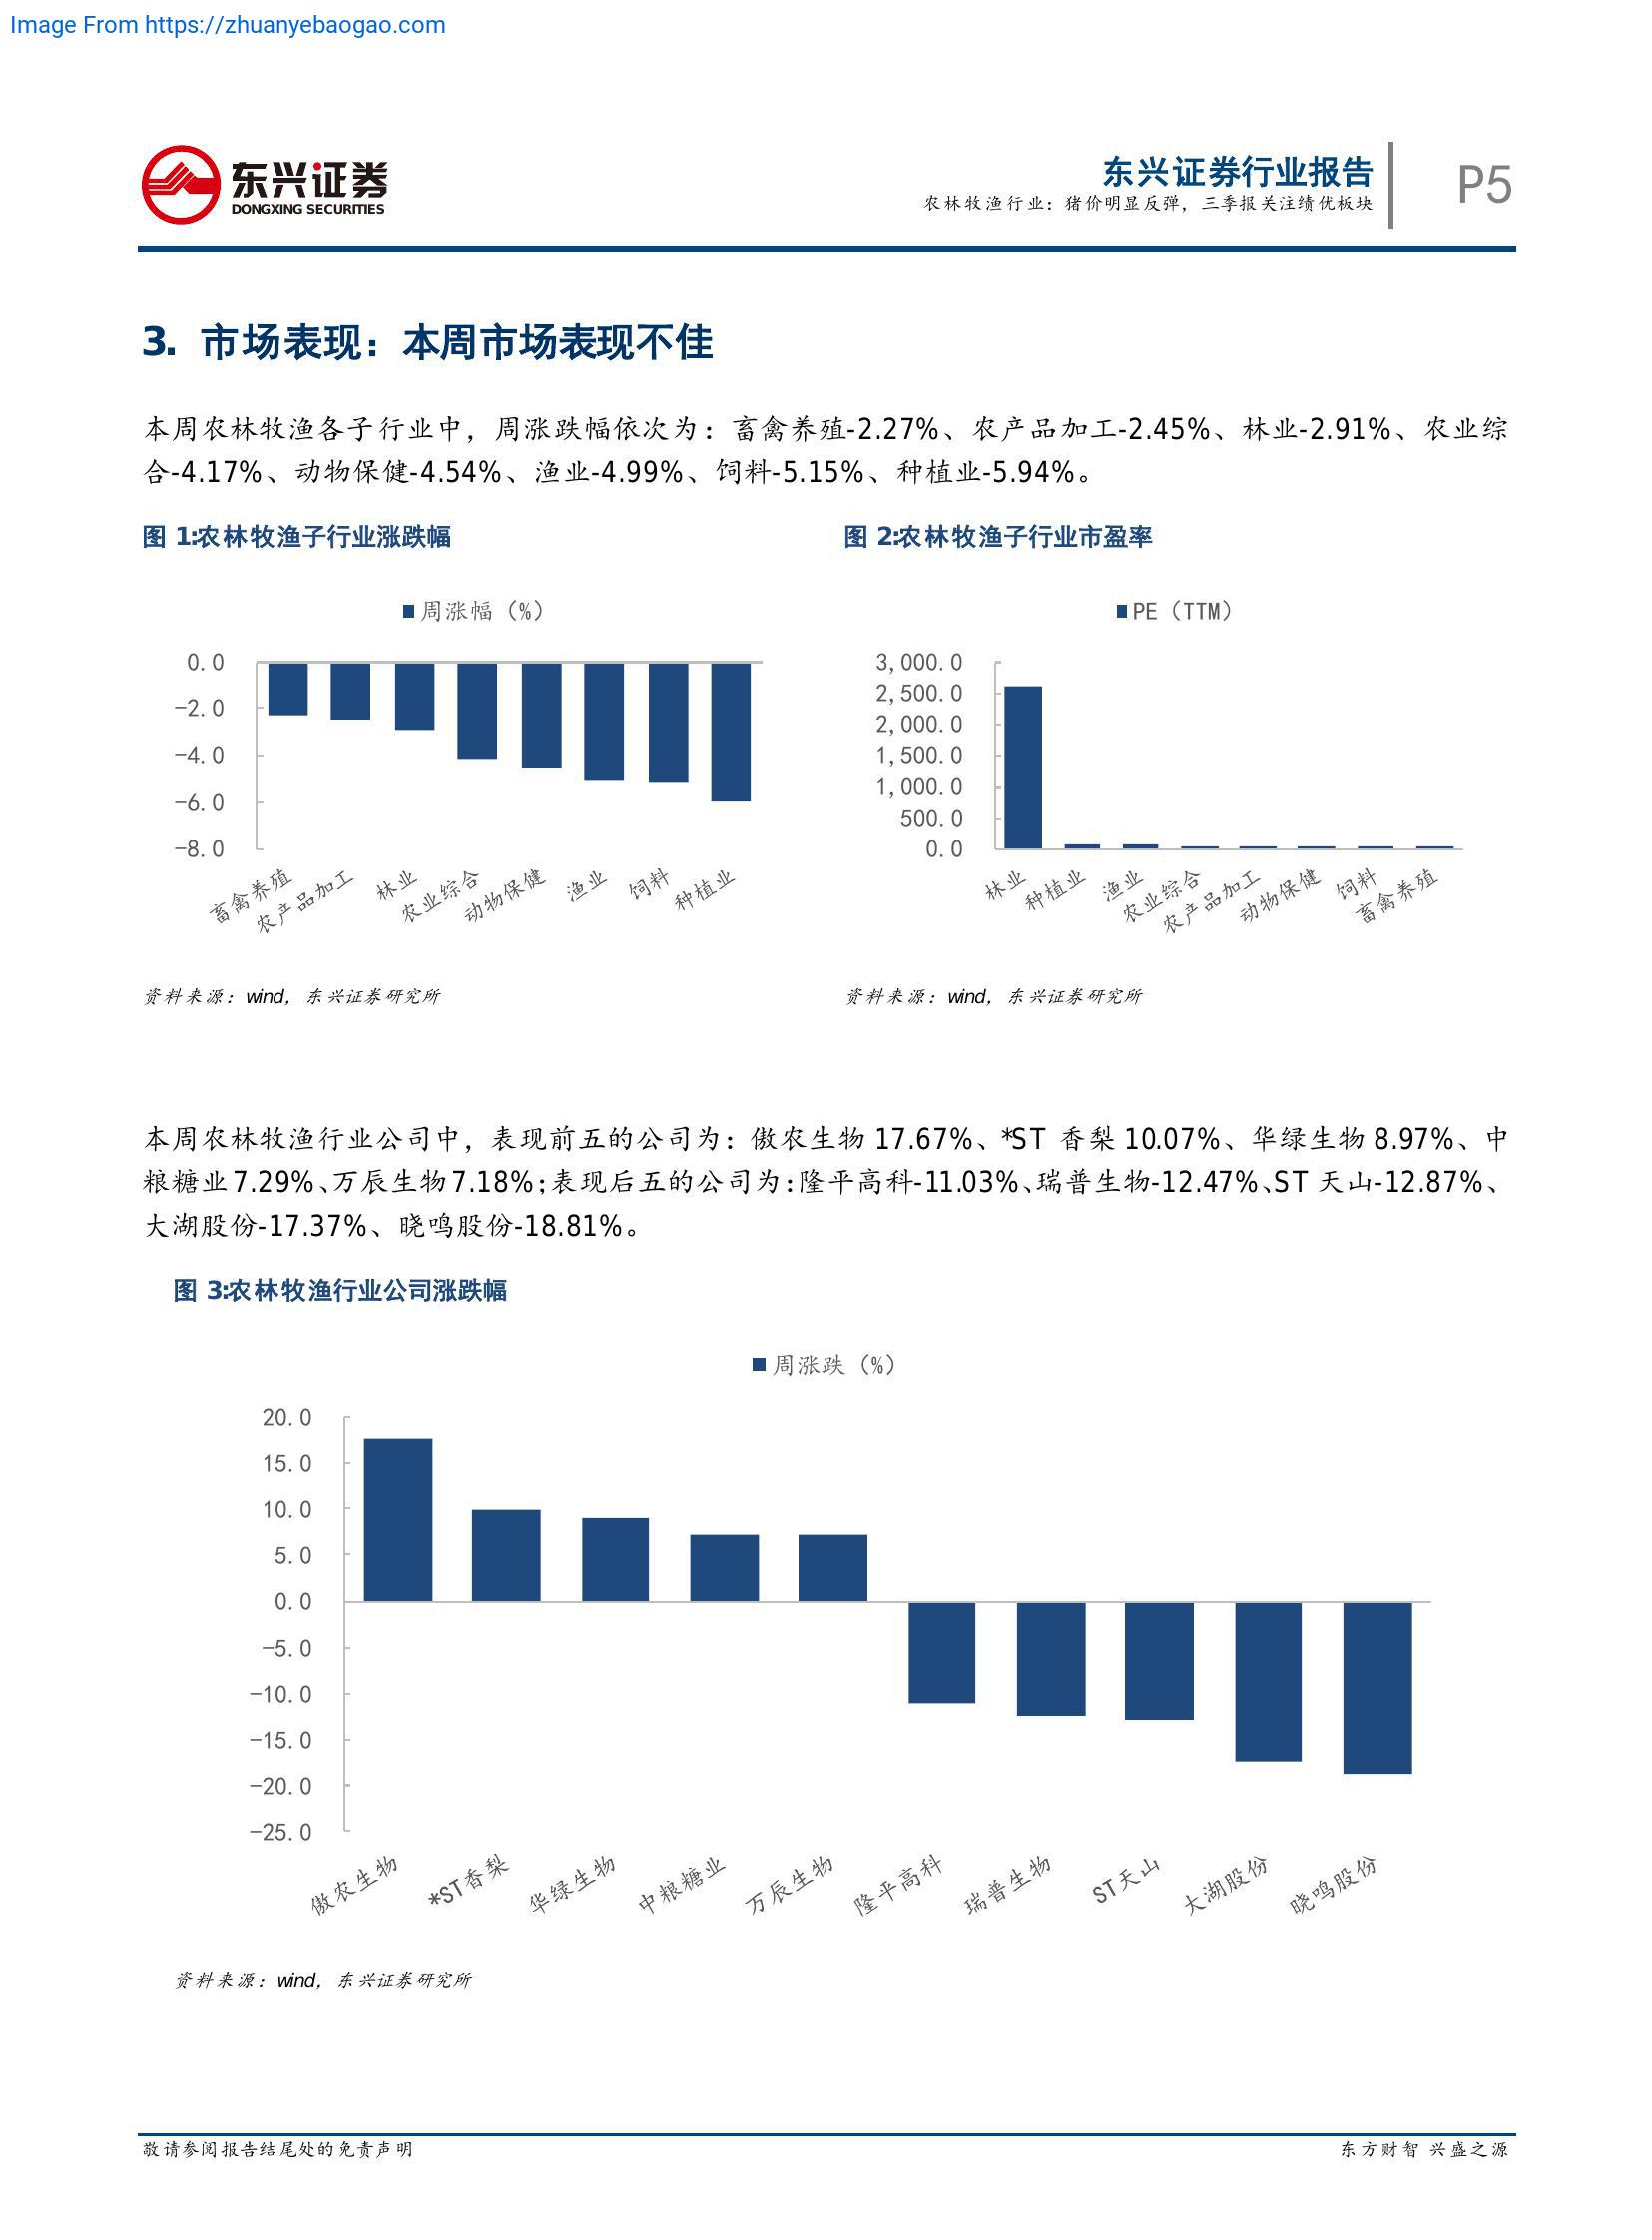 Image From https://zhuanyebaogao.com
东兴证券
DONGXING SECURITIES
东兴证券行业报告
农林牧渔行业：猪价明显反弹，三季报关注绩优板块
P5
3. 市场表现：本周市场表现不佳
本周农林牧渔各子行业中，周涨跌幅依次为：畜禽养殖-2.27%、农产品加工-2.45%、林业-2.91%、农业综
合-4.17%、动物保健-4.54%、渔业-4.99%、饲料-5.15%、种植业-5.94%。
图 1:农林牧渔子行业涨跌幅
周涨幅（%）
0.0
-2.0
-4.0
-6.0
-8.0
畜禽养殖
农产品加工
林业
农业综合
动物保健
渔业
饲料
种植业
资料来源：wind，东兴证券研究所
图 2:农林牧渔子行业市盈率
PE（TTM）
3,000.0
2,500.0
2,000.0
1,500.0
1,000.0
500.0
0.0
林业
种植业
渔业
农业综合
农产品加工
动物保健
饲料
畜禽养殖
资料来源：wind，东兴证券研究所
本周农林牧渔行业公司中，表现前五的公司为：傲农生物 17.67%、*ST 香梨 10.07%、华绿生物 8.97%、中
粮糖业 7.29%、万辰生物 7.18%；表现后五的公司为：隆平高科-11.03%、瑞普生物-12.47%、ST 天山-12.87%、
大湖股份-17.37%、晓鸣股份-18.81%。
图 3:农林牧渔行业公司涨跌幅
周涨跌（%）
20.0
15.0
10.0
5.0
0.0
-5.0
-10.0
-15.0
-20.0
-25.0
傲农生物
*ST香梨
华绿生物
中粮糖业
万辰生物
隆平高科
瑞普生物
ST天山
大湖股份
晓鸣股份
资料来源：wind，东兴证券研究所
敬请参阅报告结尾处的免责声明
东方财智 兴盛之源